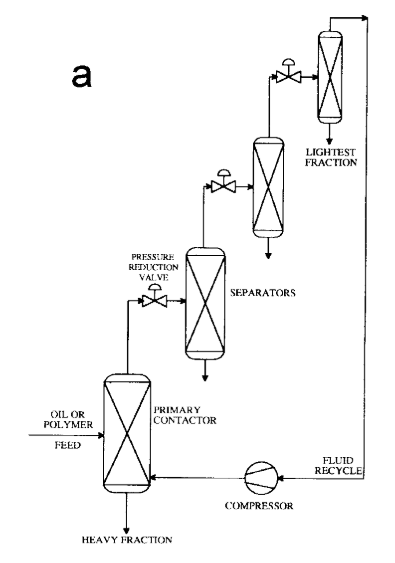 a
LIGHTEST
FRACTION
PRESSURE
REDUCTION
VALVE
SEPARATORS
OIL OR
POLYMER
FEED
PRIMARY
CONTACTOR
FLUID
RECYCLE
COMPRESSOR
HEAVY FRACTION